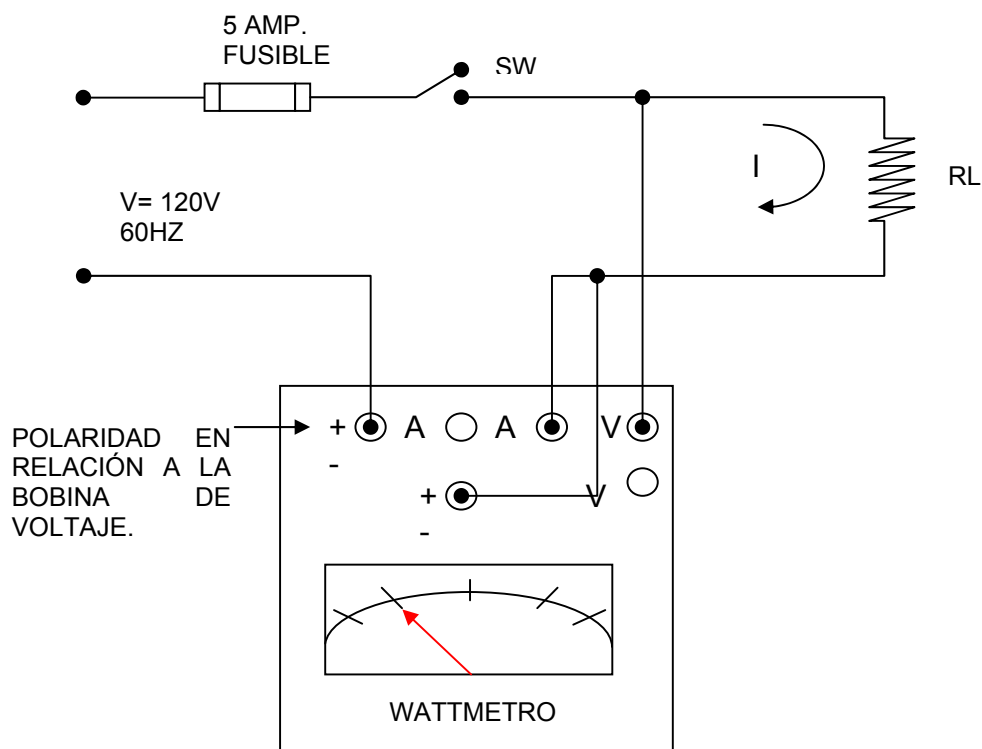 5 AMP.
FUSIBLE
SW
I
RL
V= 120V
60HZ
+ A A V
-
POLARIDAD EN
RELACIÓN A LA
BOBINA DE
VOLTAJE.
+ V
-
WATTMETRO